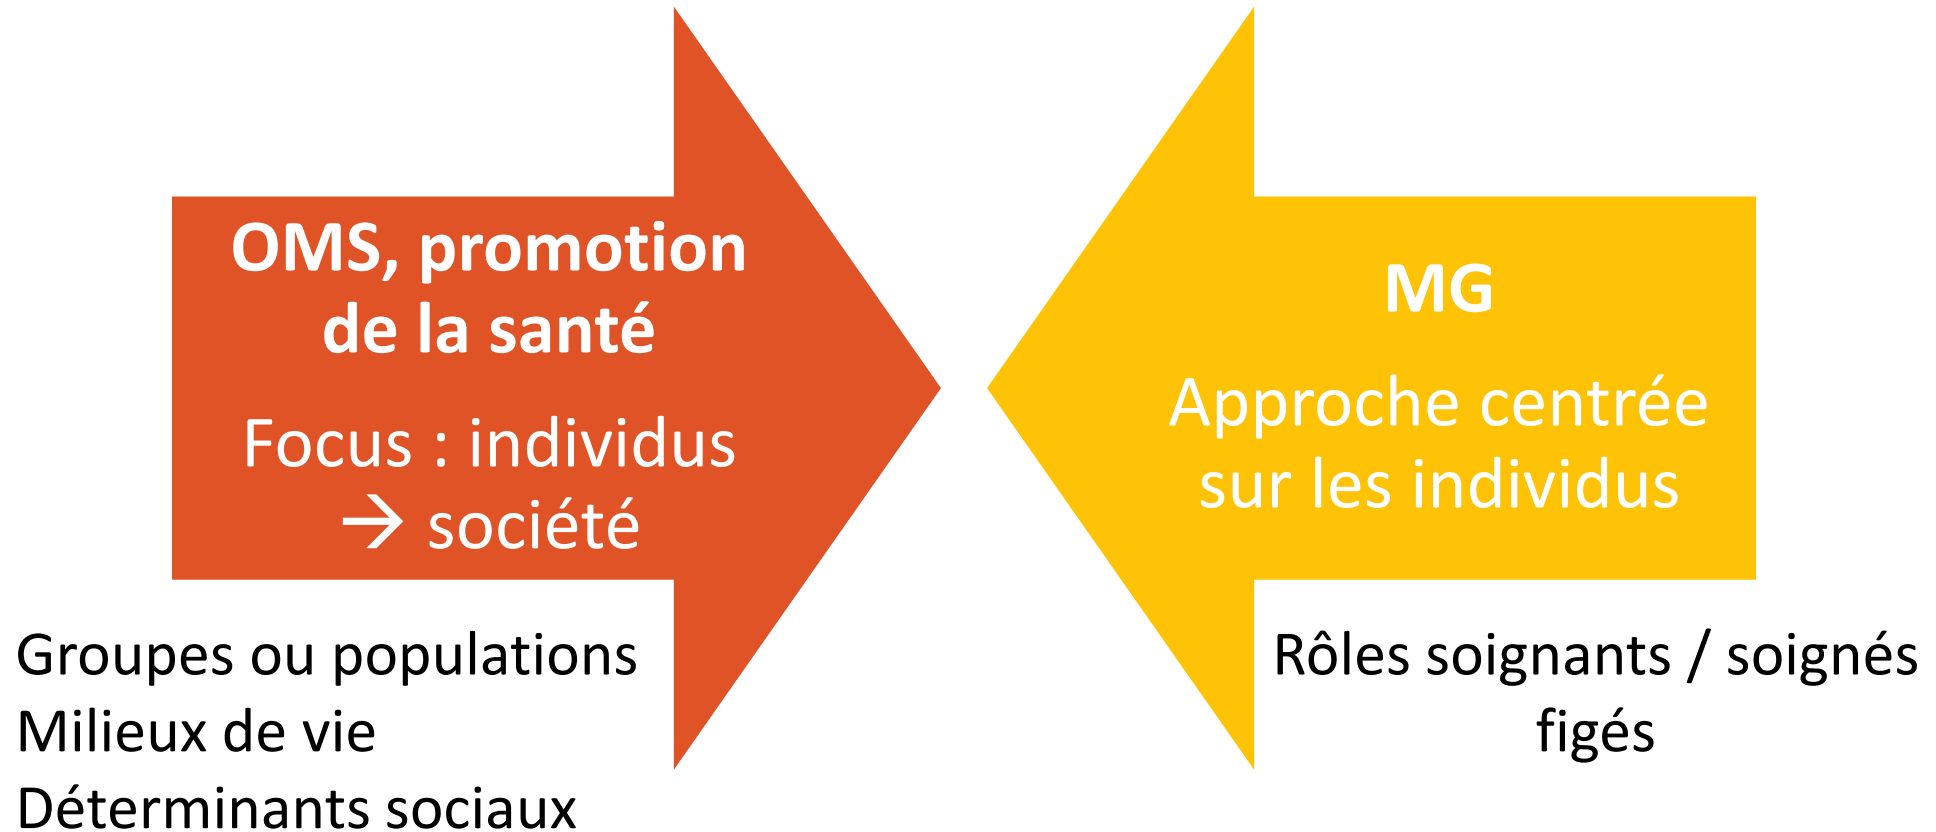 OMS, promotion
de la santé
Focus : individus
→ société
Groupes ou populations
Milieux de vie
Déterminants sociaux
MG
Approche centrée
sur les individus
Rôles soignants / soignés
figés